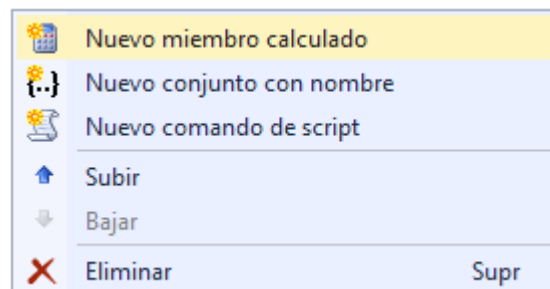 Nuevo miembro calculado
{..} Nuevo conjunto con nombre
Nuevo comando de script
Subir
Bajar
Eliminar Supr